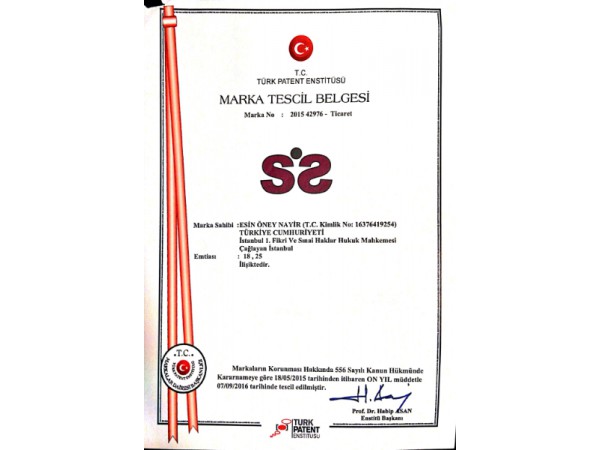 T.C.
TÜRK PATENT ENSTİTÜSÜ
MARKA TESCİL BELGESİ
Marka No : 2015 42976 - Ticaret
Marka Sahibi :ESİN ÖNEY NAYİR (T.C. Kimlik No: 16376419254)
TÜRKİYE CUMHURİYETİ
İstanbul 1. Fikri Ve Sınai Haklar Hukuk Mahkemesi
Çağlayan İstanbul
Emtiası : 18 , 25
İlişiktedir.
Markaların Korunması Hakkında 556 Sayılı Kanun Hükmünde
Kararnameye göre 18/05/2015 tarihinden itibaren ON YIL müddetle
07/09/2016 tarihinde tescil edilmiştir.
Prof. Dr. Habip ASAN
Enstitü Başkanı
T.C.
TÜRK
PATENT
ENSTİTÜSÜ